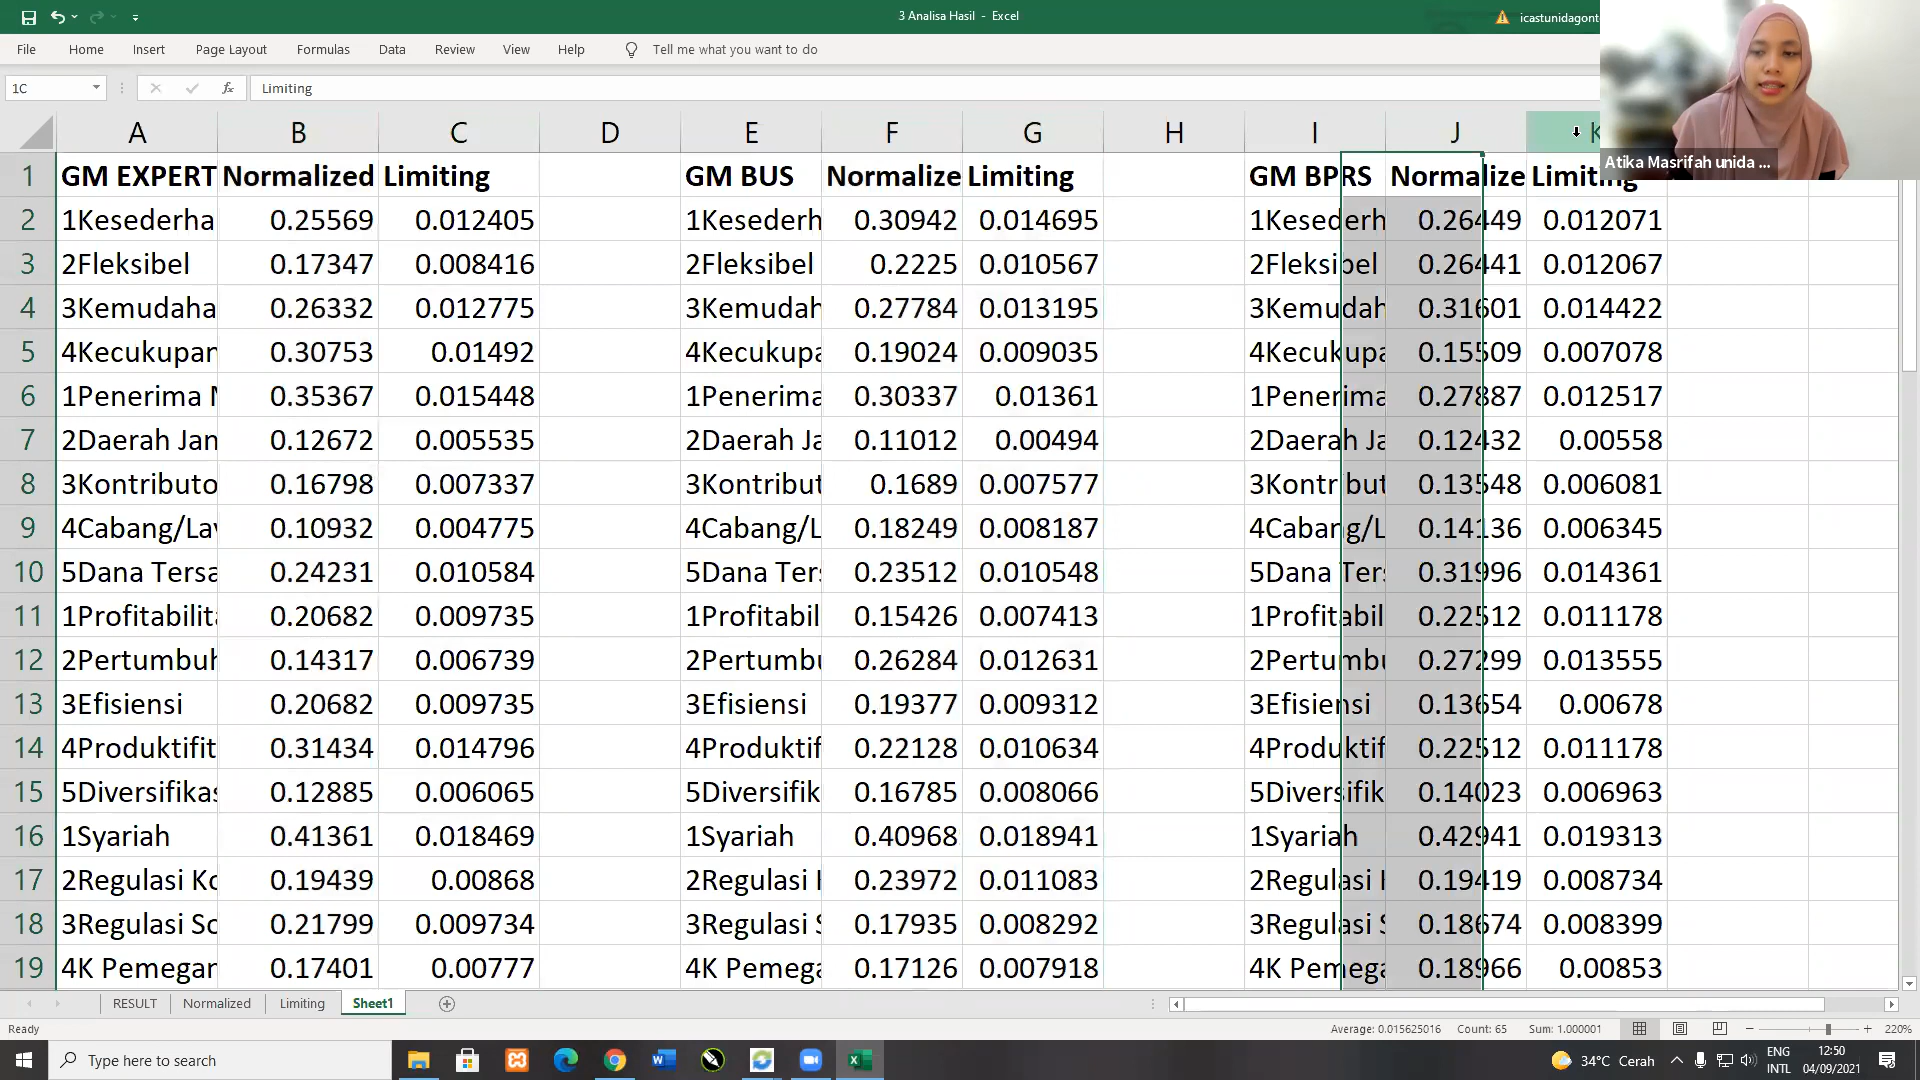 3 Analisa Hasil - Excel
icastunidagont
File Home Insert Page Layout Formulas Data Review View Help Tell me what you want to do
1C fx Limiting
Atika Masrifah unida ...
A B C D E F G H I J K
1 GM EXPERT Normalized Limiting GM BUS Normalize Limiting GM BPRS Normalize Limiting
2 1Kesederha 0.25569 0.012405 1Kesederh 0.30942 0.014695 1Kesederh 0.26449 0.012071
3 2Fleksibel 0.17347 0.008416 2Fleksibel 0.2225 0.010567 2Fleksibel 0.26441 0.012067
4 3Kemudaha 0.26332 0.012775 3Kemudah 0.27784 0.013195 3Kemudah 0.31601 0.014422
5 4Kecukupan 0.30753 0.01492 4Kecukupa 0.19024 0.009035 4Kecukupa 0.15509 0.007078
6 1Penerima M 0.35367 0.015448 1Penerima 0.30337 0.01361 1Penerima 0.27887 0.012517
7 2Daerah Jan 0.12672 0.005535 2Daerah Ja 0.11012 0.00494 2Daerah Ja 0.12432 0.00558
8 3Kontributo 0.16798 0.007337 3Kontribut 0.1689 0.007577 3Kontribut 0.13548 0.006081
9 4Cabang/Lay 0.10932 0.004775 4Cabang/L 0.18249 0.008187 4Cabang/L 0.14136 0.006345
10 5Dana Tersa 0.24231 0.010584 5Dana Ters 0.23512 0.010548 5Dana Ters 0.31996 0.014361
11 1Profitabilita 0.20682 0.009735 1Profitabil 0.15426 0.007413 1Profitabil 0.22512 0.011178
12 2Pertumbuh 0.14317 0.006739 2Pertumbu 0.26284 0.012631 2Pertumbu 0.27299 0.013555
13 3Efisiensi 0.20682 0.009735 3Efisiensi 0.19377 0.009312 3Efisiensi 0.13654 0.00678
14 4Produktifit 0.31434 0.014796 4Produktif 0.22128 0.010634 4Produktif 0.22512 0.011178
15 5Diversifikas 0.12885 0.006065 5Diversifik 0.16785 0.008066 5Diversifik 0.14023 0.006963
16 1Syariah 0.41361 0.018469 1Syariah 0.40968 0.018941 1Syariah 0.42941 0.019313
17 2Regulasi Ko 0.19439 0.00868 2Regulasi 0.23972 0.011083 2Regulasi 0.19419 0.008734
18 3Regulasi So 0.21799 0.009734 3Regulasi S 0.17935 0.008292 3Regulasi S 0.18674 0.008399
19 4K Pemegan 0.17401 0.00777 4K Pemega 0.17126 0.007918 4K Pemega 0.18966 0.00853
RESULT Normalized Limiting Sheet1
Ready Average: 0.015625016 Count: 65 Sum: 1.000001 220%
Type here to search 34°C Cerah ENG 12:50
INTL 04/09/2021